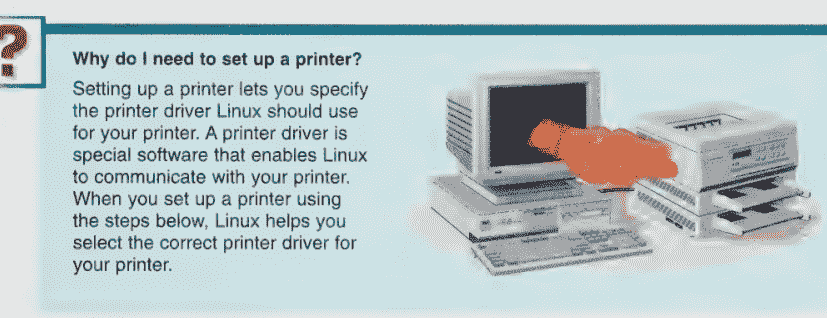 ?
Why do I need to set up a printer?
Setting up a printer lets you specify
the printer driver Linux should use
for your printer. A printer driver is
special software that enables Linux
to communicate with your printer.
When you set up a printer using
the steps below, Linux helps you
select the correct printer driver for
your printer.